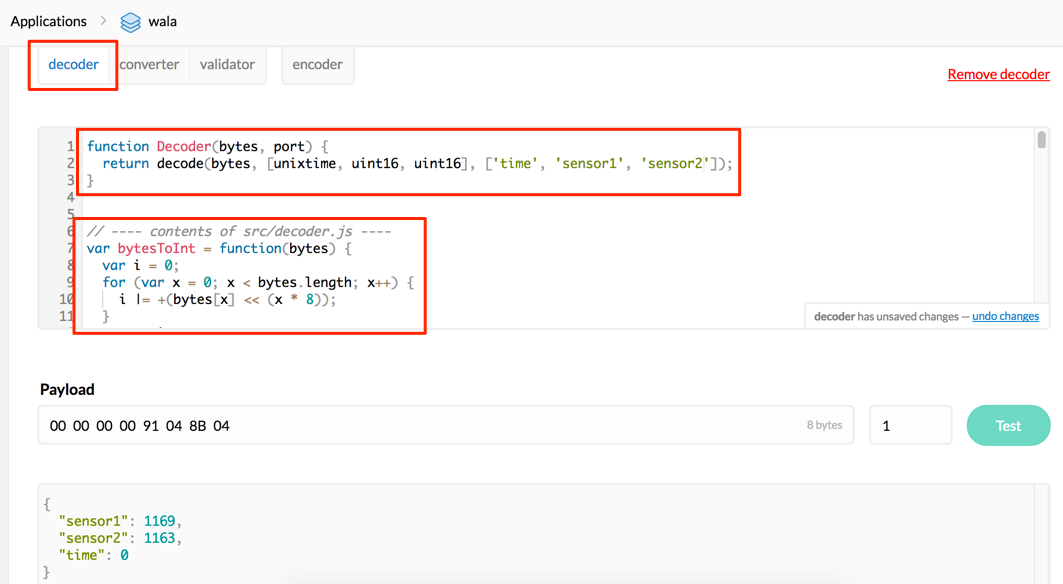 Applications > wala
decoder converter validator encoder
Remove decoder
1 function Decoder(bytes, port) {
2 return decode(bytes, [unixtime, uint16, uint16], ['time', 'sensor1', 'sensor2']);
3 }
4
5
6 // ---- contents of src/decoder.js ----
7 var bytesToInt = function(bytes) {
8 var i = 0;
9 for (var x = 0; x < bytes.length; x++) {
10 i |= +(bytes[x] << (x * 8));
11 }
decoder has unsaved changes — undo changes
Payload
00 00 00 00 91 04 8B 04 8 bytes 1 Test
{
"sensor1": 1169,
"sensor2": 1163,
"time": 0
}